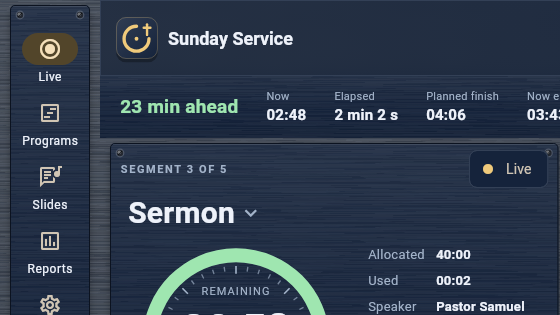 Sunday Service
Live
Programs
Slides
Reports
23 min ahead
Now
02:48
Elapsed
2 min 2 s
Planned finish
04:06
SEGMENT 3 OF 5
Live
Sermon
REMAINING
Allocated 40:00
Used 00:02
Speaker Pastor Samuel